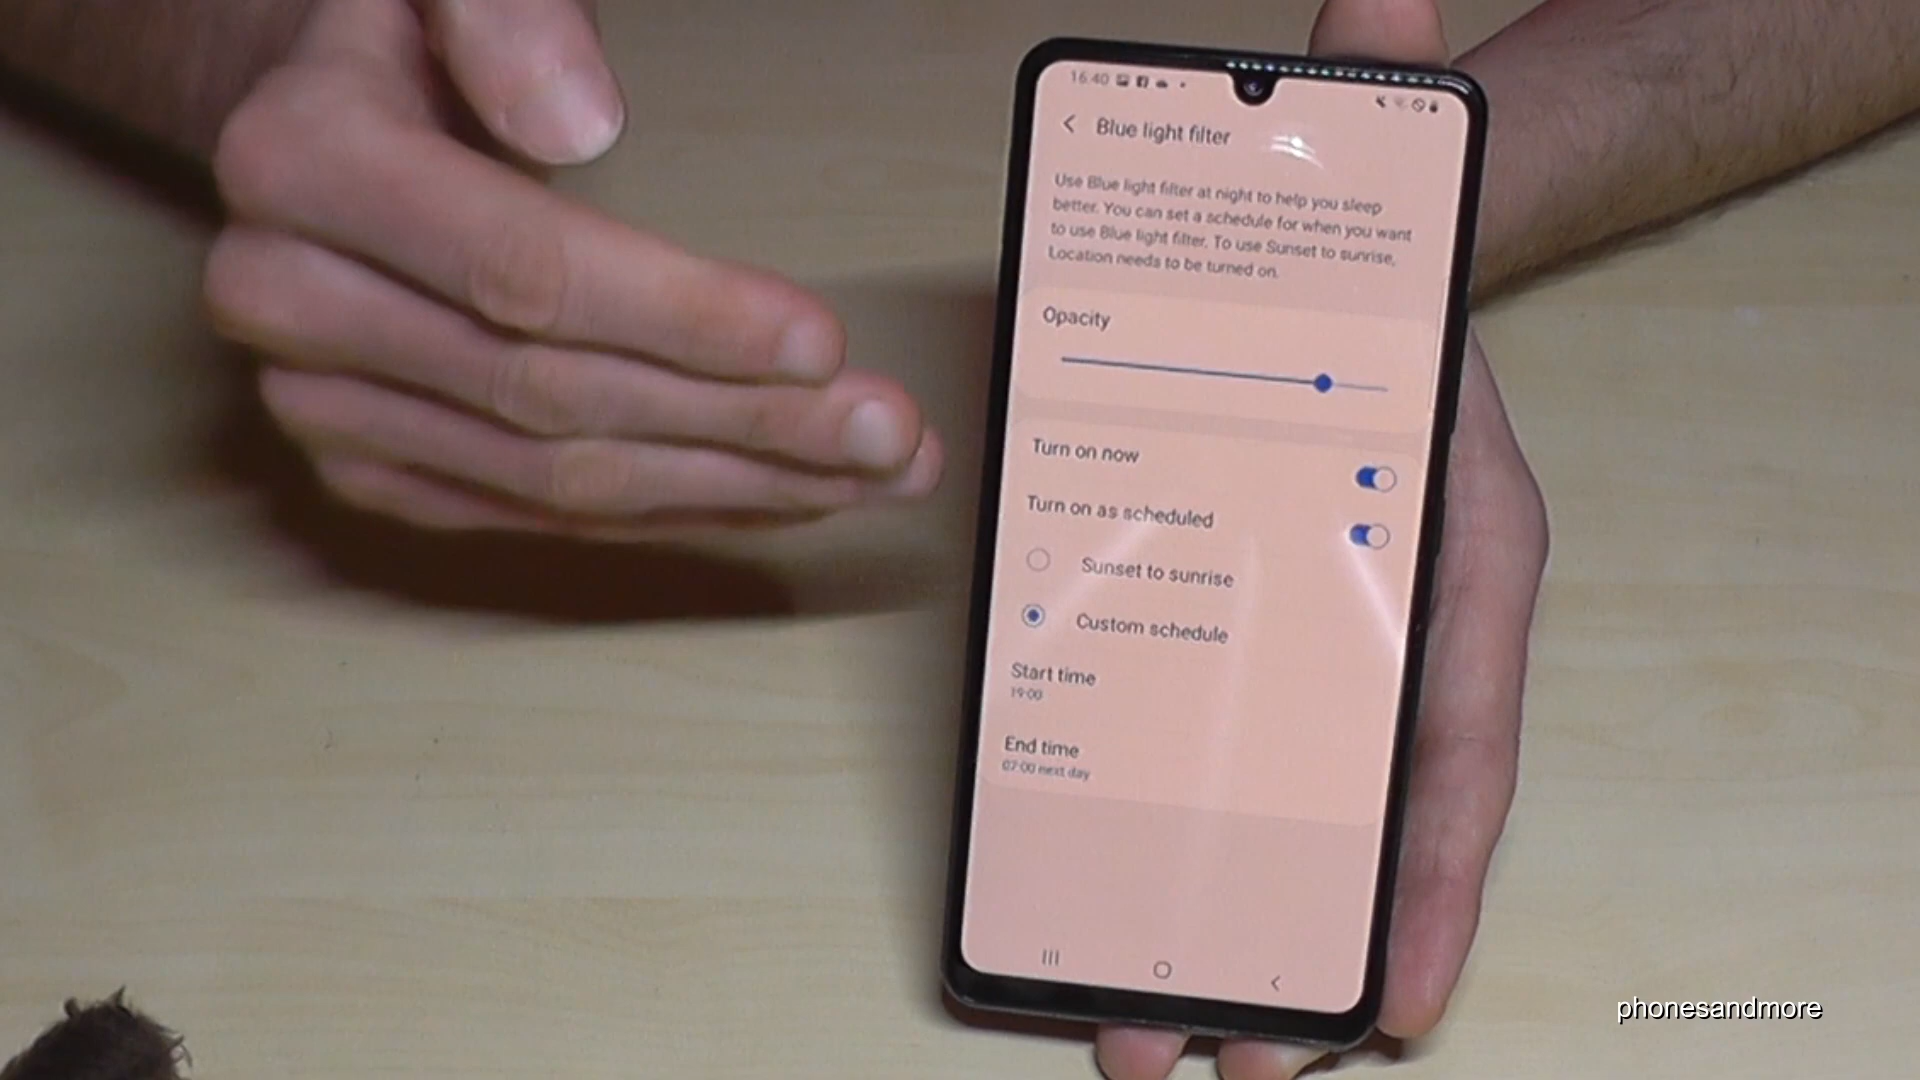 16:40
Blue light filter
Use Blue light filter at night to help you sleep
better. You can set a schedule for when you want
to use Blue light filter. To use Sunset to sunrise,
Location needs to be turned on.
Opacity
Turn on now
Turn on as scheduled
Sunset to sunrise
Custom schedule
Start time
19:00
End time
07:00 next day
phonesandmore